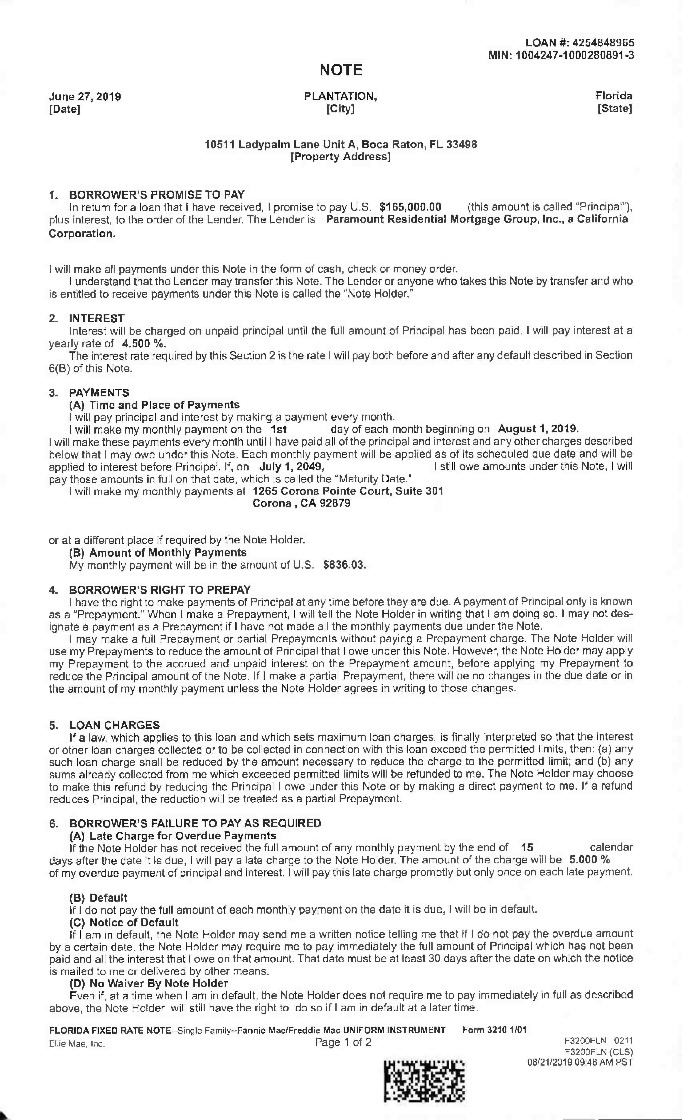 LOAN #: 4254848965
MIN: 1004247-1000280891-3
NOTE
June 27, 2019 PLANTATION, Florida
[Date] [City] [State]
10511 Ladypalm Lane Unit A, Boca Raton, FL 33498
[Property Address]
1. BORROWER'S PROMISE TO PAY
In return for a loan that I have received, I promise to pay U.S. $165,000.00 (this amount is called "Principal"),
plus interest, to the order of the Lender. The Lender is Paramount Residential Mortgage Group, Inc., a California
Corporation.
I will make all payments under this Note in the form of cash, check or money order.
I understand that the Lender may transfer this Note. The Lender or anyone who takes this Note by transfer and who
is entitled to receive payments under this Note is called the "Note Holder."
2. INTEREST
Interest will be charged on unpaid principal until the full amount of Principal has been paid. I will pay interest at a
yearly rate of 4.500 %.
The interest rate required by this Section 2 is the rate I will pay both before and after any default described in Section
6(B) of this Note.
3. PAYMENTS
(A) Time and Place of Payments
I will pay principal and interest by making a payment every month.
I will make my monthly payment on the 1st day of each month beginning on August 1, 2019.
I will make these payments every month until I have paid all of the principal and interest and any other charges described
below that I may owe under this Note. Each monthly payment will be applied as of its scheduled due date and will be
applied to interest before Principal. If, on July 1, 2049, I still owe amounts under this Note, I will
pay those amounts in full on that date, which is called the "Maturity Date."
I will make my monthly payments at 1265 Corona Pointe Court, Suite 301
Corona , CA 92879
or at a different place if required by the Note Holder.
(B) Amount of Monthly Payments
My monthly payment will be in the amount of U.S. $836.03.
4. BORROWER'S RIGHT TO PREPAY
I have the right to make payments of Principal at any time before they are due. A payment of Principal only is known
as a "Prepayment." When I make a Prepayment, I will tell the Note Holder in writing that I am doing so. I may not des-
ignate a payment as a Prepayment if I have not made all the monthly payments due under the Note.
I may make a full Prepayment or partial Prepayments without paying a Prepayment charge. The Note Holder will
use my Prepayments to reduce the amount of Principal that I owe under this Note. However, the Note Holder may apply
my Prepayment to the accrued and unpaid interest on the Prepayment amount, before applying my Prepayment to
reduce the Principal amount of the Note. If I make a partial Prepayment, there will be no changes in the due date or in
the amount of my monthly payment unless the Note Holder agrees in writing to those changes.
5. LOAN CHARGES
If a law, which applies to this loan and which sets maximum loan charges, is finally interpreted so that the interest
or other loan charges collected or to be collected in connection with this loan exceed the permitted limits, then: (a) any
such loan charge shall be reduced by the amount necessary to reduce the charge to the permitted limit; and (b) any
sums already collected from me which exceeded permitted limits will be refunded to me. The Note Holder may choose
to make this refund by reducing the Principal I owe under this Note or by making a direct payment to me. If a refund
reduces Principal, the reduction will be treated as a partial Prepayment.
6. BORROWER'S FAILURE TO PAY AS REQUIRED
(A) Late Charge for Overdue Payments
If the Note Holder has not received the full amount of any monthly payment by the end of 15 calendar
days after the date it is due, I will pay a late charge to the Note Holder. The amount of the charge will be 5.000 %
of my overdue payment of principal and interest. I will pay this late charge promptly but only once on each late payment.
(B) Default
If I do not pay the full amount of each monthly payment on the date it is due, I will be in default.
(C) Notice of Default
If I am in default, the Note Holder may send me a written notice telling me that if I do not pay the overdue amount
by a certain date, the Note Holder may require me to pay immediately the full amount of Principal which has not been
paid and all the interest that I owe on that amount. That date must be at least 30 days after the date on which the notice
is mailed to me or delivered by other means.
(D) No Waiver By Note Holder
Even if, at a time when I am in default, the Note Holder does not require me to pay immediately in full as described
above, the Note Holder will still have the right to do so if I am in default at a later time.
FLORIDA FIXED RATE NOTE--Single Family--Fannie Mae/Freddie Mac UNIFORM INSTRUMENT Form 3210 1/01
Ellie Mae, Inc. Page 1 of 2 F3200FLN 0211
F3200FLN (CLS)
06/21/2019 09:48 AM PST